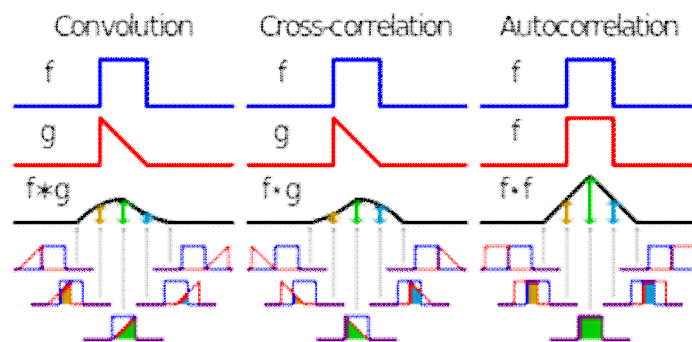 Convolution
Cross-correlation
Autocorrelation
f
f
f
g
g
f
f∗g
f⋆g
f⋆f